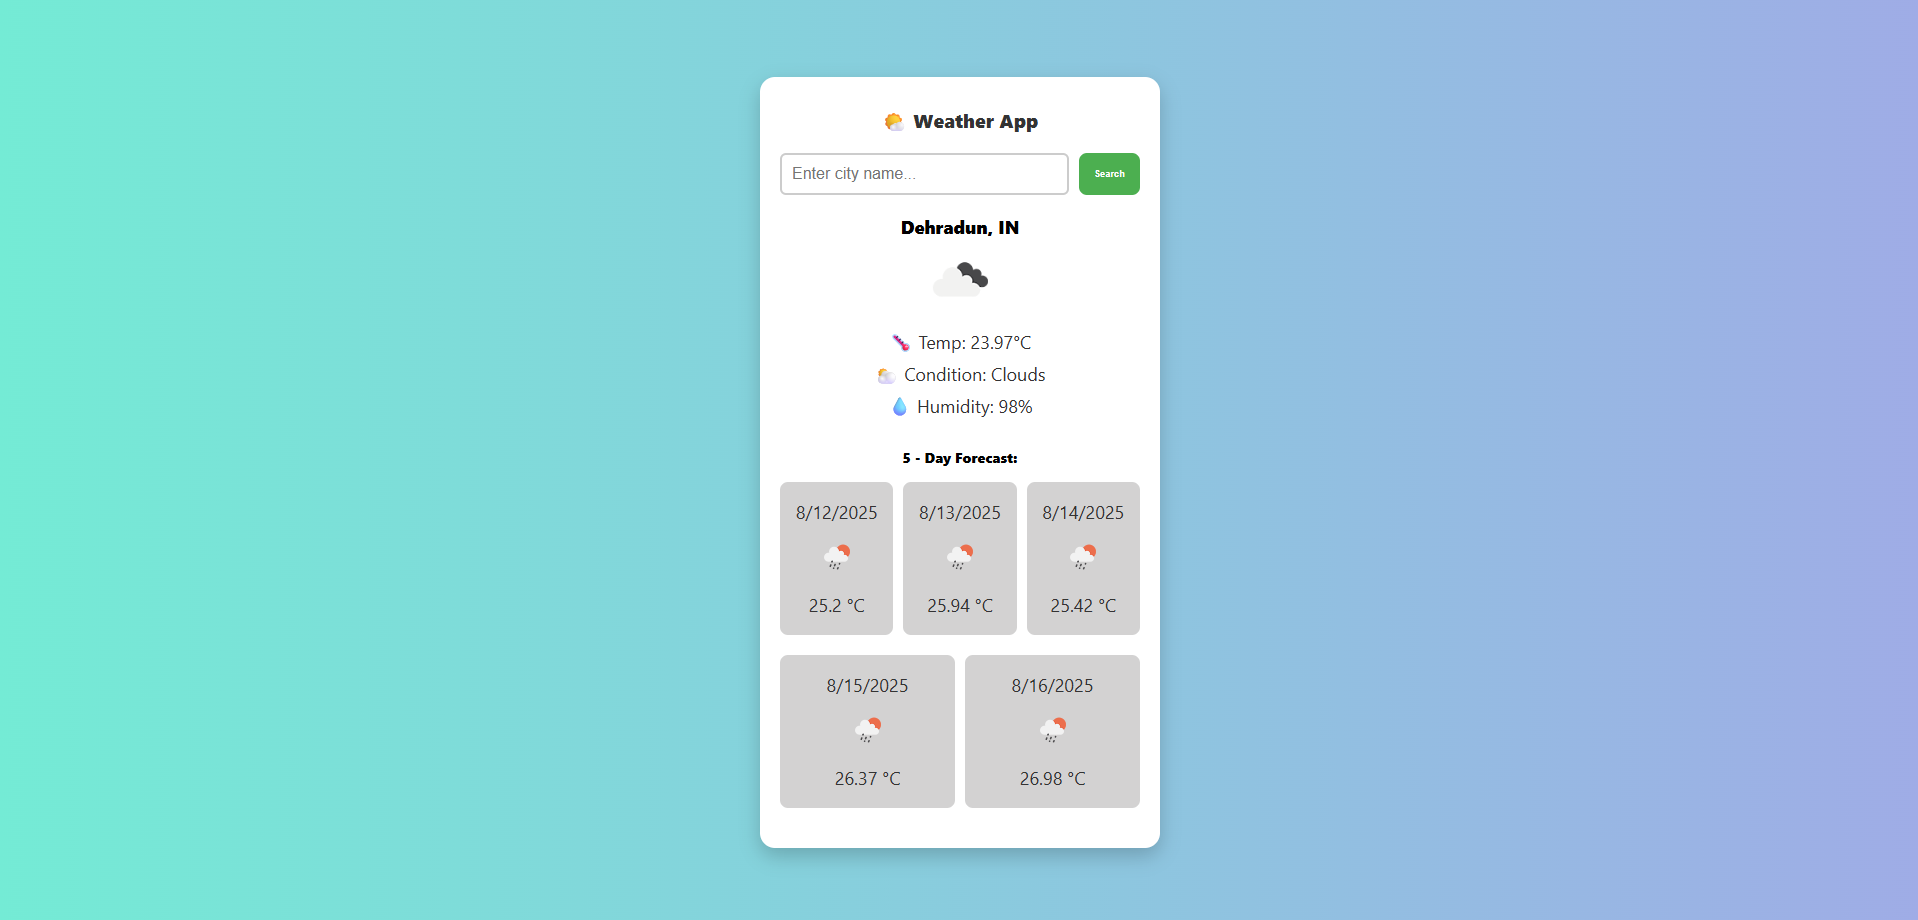 Weather App
Enter city name...
Search
Dehradun, IN
Temp: 23.97°C
Condition: Clouds
Humidity: 98%
5 - Day Forecast:
8/12/2025 8/13/2025 8/14/2025
25.2 °C 25.94 °C 25.42 °C
8/15/2025 8/16/2025
26.37 °C 26.98 °C